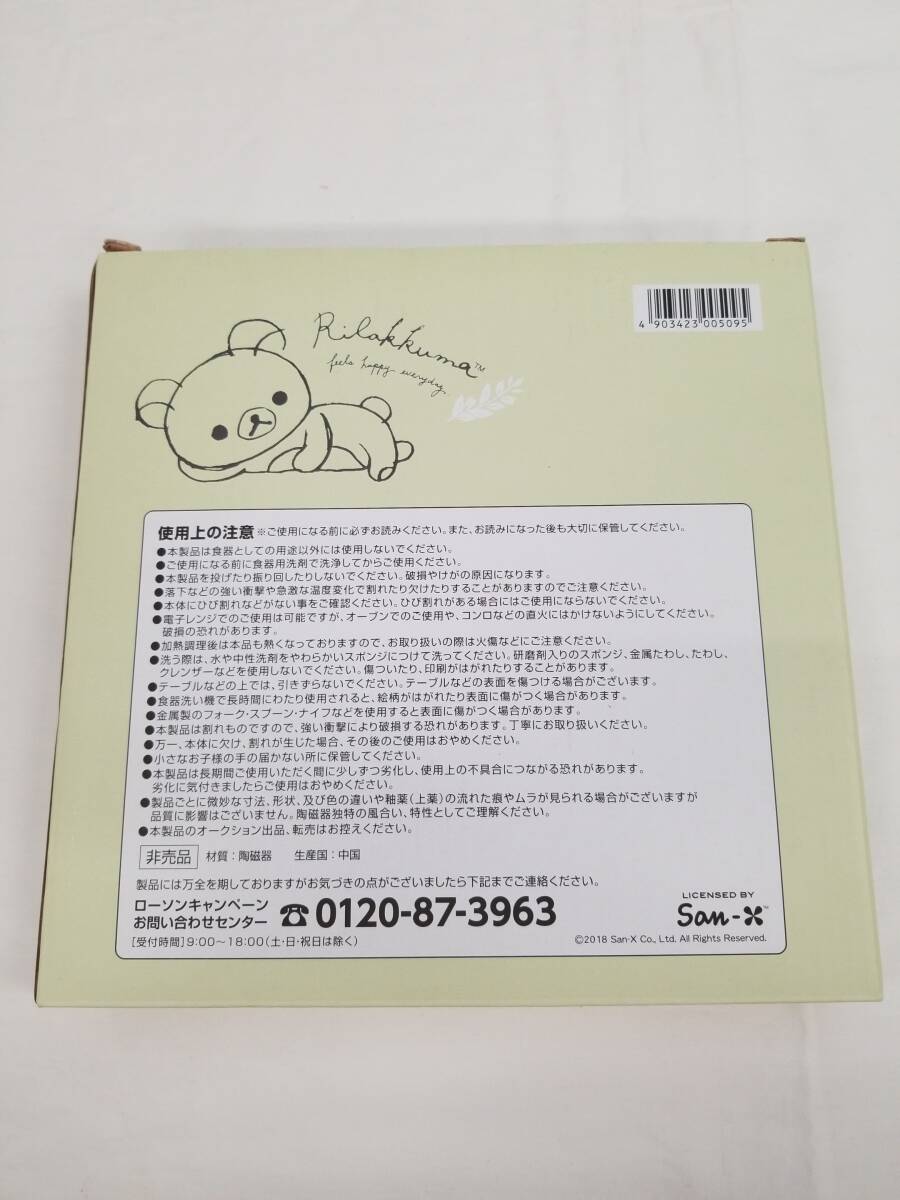 4 903423 005095
Rilakkuma™
feels happy everyday
使用上の注意 ※ご使用になる前に必ずお読みください。また、お読みになった後も大切に保管してください。
●本製品は食器としての用途以外には使用しないでください。
●ご使用になる前に食器用洗剤で洗浄してからご使用ください。
●本製品を投げたり振り回したりしないでください。破損やけがの原因になります。
●落下などの強い衝撃や急激な温度変化で割れたり欠けたりすることがありますのでご注意ください。
●本体にひび割れなどがない事をご確認ください。ひび割れがある場合にはご使用にならないでください。
●電子レンジでのご使用は可能ですが、オーブンでのご使用や、コンロなどの直火にはかけないようにしてください。
破損の恐れがあります。
●加熱調理後は本品も熱くなっておりますので、お取り扱いの際は火傷などにご注意ください。
●洗う際は、水や中性洗剤をやわらかいスポンジにつけて洗ってください。研磨剤入りのスポンジ、金属たわし、たわし、
クレンザーなどを使用しないでください。傷ついたり、印刷がはがれたりすることがあります。
●テーブルなどの上では、引きずらないでください。テーブルなどの表面を傷つける場合がございます。
●食器洗い機で長時間にわたり使用されると、絵柄がはがれたり表面に傷がつく場合があります。
●金属製のフォーク・スプーン・ナイフなどを使用すると表面に傷がつく場合があります。
●本製品は割れものですので、強い衝撃により破損する恐れがあります。丁寧にお取り扱いください。
●万一、本体に欠け、割れが生じた場合、その後のご使用はおやめください。
●小さなお子様の手の届かない所に保管してください。
●本製品は長期間ご使用いただく間に少しずつ劣化し、使用上の不具合につながる恐れがあります。
劣化に気付きましたらご使用はおやめください。
●製品ごとに微妙な寸法、形状、及び色の違いや釉薬(上薬)の流れた痕やムラが見られる場合がございますが
品質に影響はございません。陶磁器独特の風合い、特性としてご理解ください。
●本製品のオークション出品、転売はお控えください。
非売品 材質:陶磁器 生産国:中国
製品には万全を期しておりますがお気づきの点がございましたら下記までご連絡ください。
ローソンキャンペーン
お問い合わせセンター ☎0120-87-3963
[受付時間]9:00～18:00(土・日・祝日は除く)
LICENSED BY
San-X™
©2018 San-X Co., Ltd. All Rights Reserved.